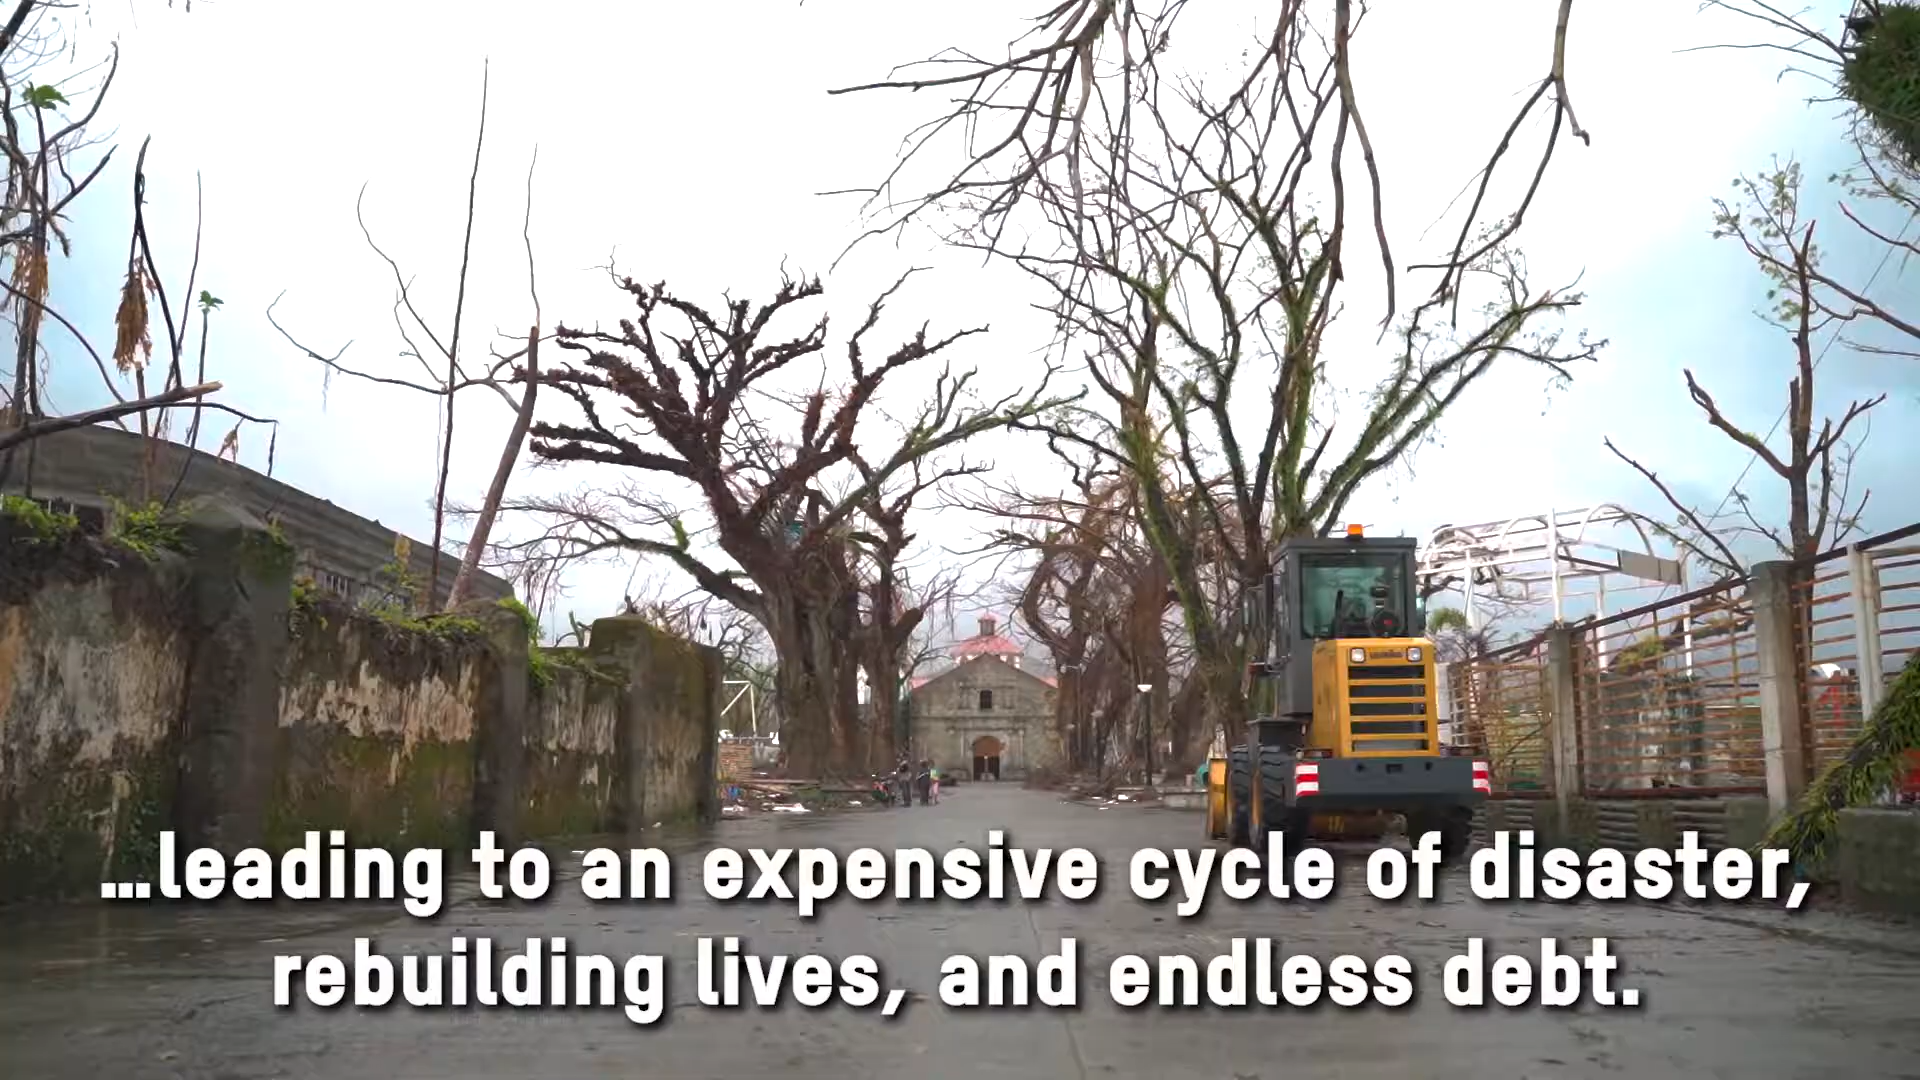 ...leading to an expensive cycle of disaster,
rebuilding lives, and endless debt.